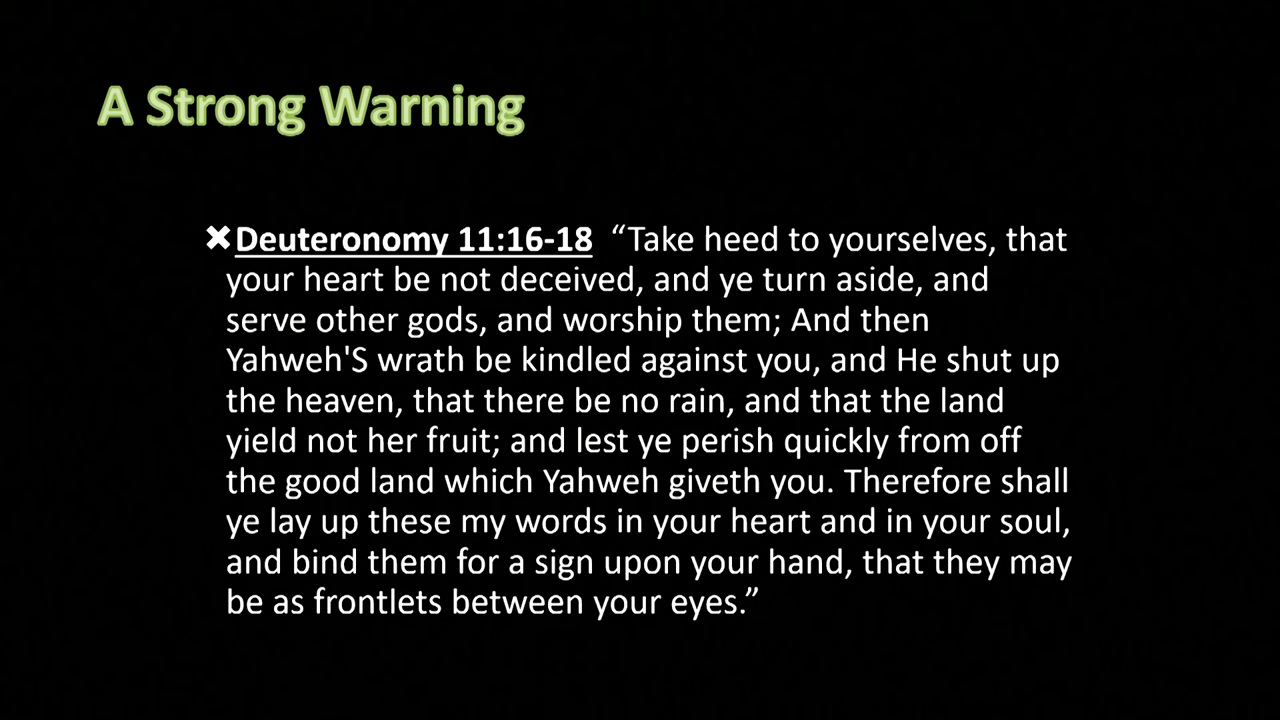 A Strong Warning
✖Deuteronomy 11:16-18 “Take heed to yourselves, that
your heart be not deceived, and ye turn aside, and
serve other gods, and worship them; And then
Yahweh'S wrath be kindled against you, and He shut up
the heaven, that there be no rain, and that the land
yield not her fruit; and lest ye perish quickly from off
the good land which Yahweh giveth you. Therefore shall
ye lay up these my words in your heart and in your soul,
and bind them for a sign upon your hand, that they may
be as frontlets between your eyes.”